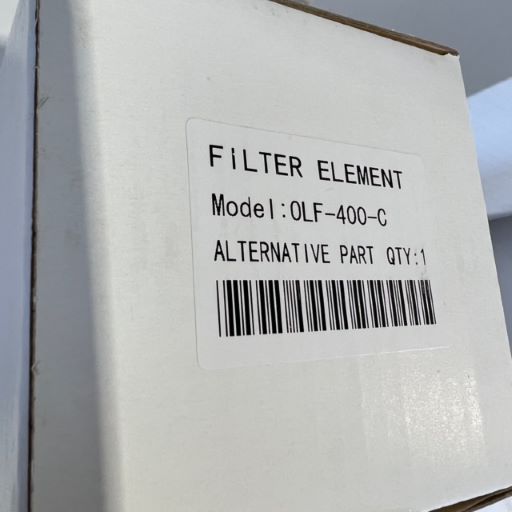 FiLTER ELEMENT
Model:OLF-400-C
ALTERNATIVE PART QTY:1